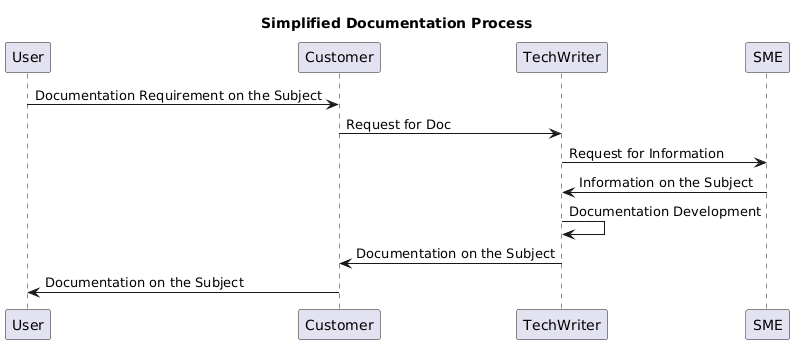 Simplified Documentation Process
User
Customer
TechWriter
SME
Documentation Requirement on the Subject
Request for Doc
Request for Information
Information on the Subject
Documentation Development
Documentation on the Subject
Documentation on the Subject
User
Customer
TechWriter
SME